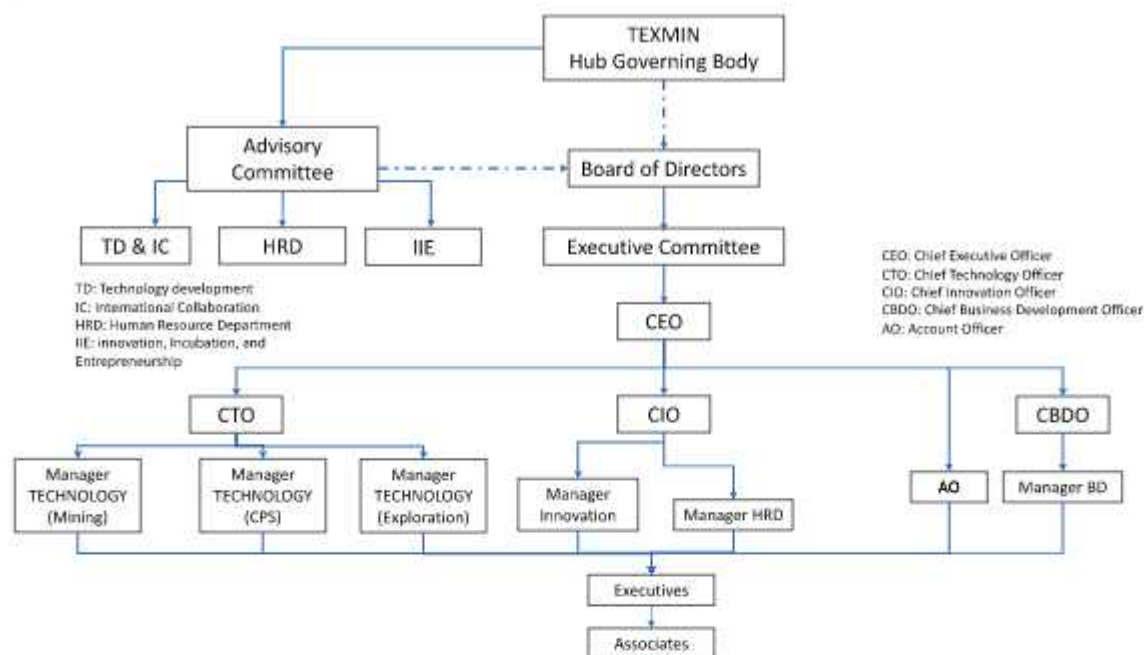 TEXMIN
Hub Governing Body
Advisory
Committee
Board of Directors
TD & IC
HRD
IIE
Executive Committee
TD: Technology development
IC: International Collaboration
HRD: Human Resource Department
IIE: innovation, Incubation, and
Entrepreneurship
CEO: Chief Executive Officer
CTO: Chief Technology Officer
CIO: Chief Innovation Officer
CBDO: Chief Business Development Officer
AO: Account Officer
CEO
CTO
CIO
CBDO
Manager
TECHNOLOGY
(Mining)
Manager
TECHNOLOGY
(CPS)
Manager
TECHNOLOGY
(Exploration)
Manager
Innovation
Manager HRD
AO
Manager BD
Executives
Associates